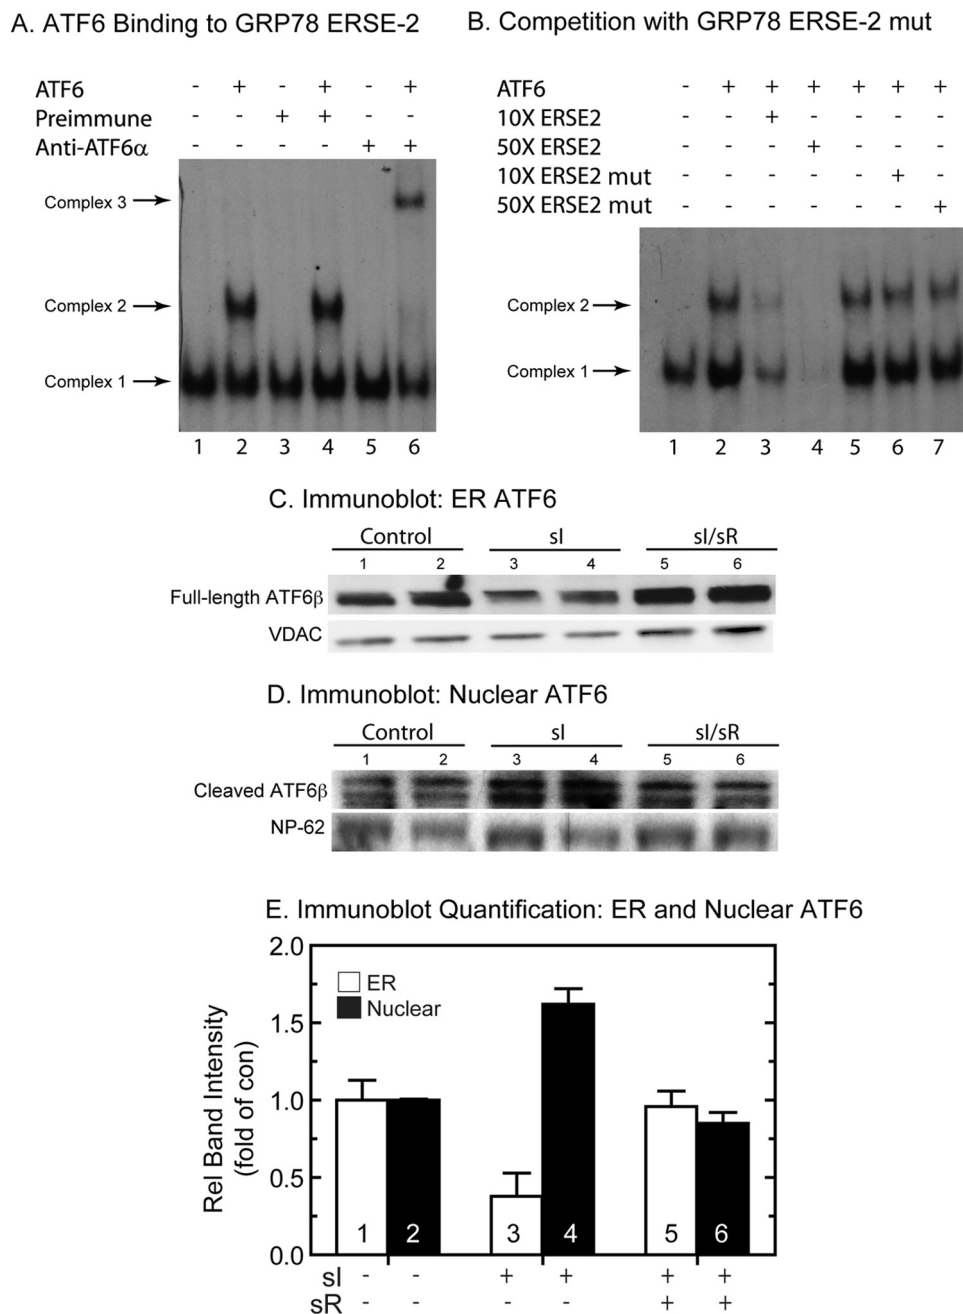 A. ATF6 Binding to GRP78 ERSE-2
ATF6 - + - + - +
Preimmune - - + + - -
Anti-ATF6α - - - - + +
Complex 3
Complex 2
Complex 1
1 2 3 4 5 6
B. Competition with GRP78 ERSE-2 mut
ATF6 - + + + + + +
10X ERSE2 - - + - - - -
50X ERSE2 - - - + - - -
10X ERSE2 mut - - - - - + -
50X ERSE2 mut - - - - - - +
Complex 2
Complex 1
1 2 3 4 5 6 7
C. Immunoblot: ER ATF6
Control sI sI/sR
1 2 3 4 5 6
Full-length ATF6β
VDAC
D. Immunoblot: Nuclear ATF6
Control sI sI/sR
1 2 3 4 5 6
Cleaved ATF6β
NP-62
E. Immunoblot Quantification: ER and Nuclear ATF6
Rel Band Intensity
(fold of con)
2.0
1.5
1.0
0.5
0.0
ER
Nuclear
1 2 3 4 5 6
sI - - + + + +
sR - - - - + +